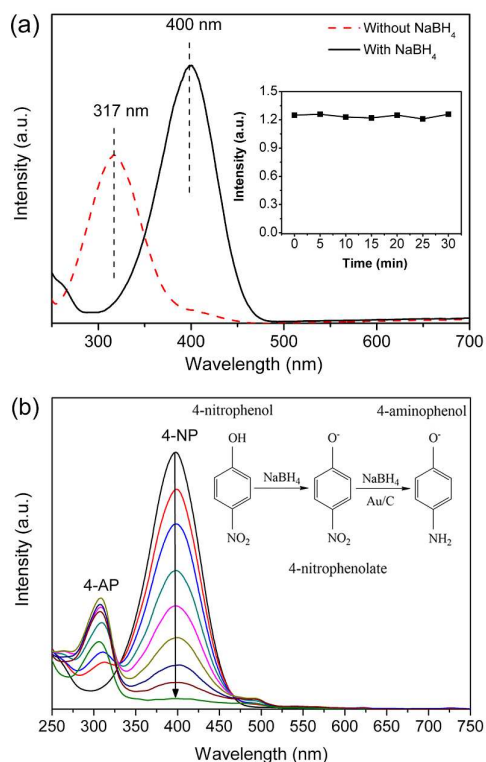 (a)
400 nm
Without NaBH₄
With NaBH₄
317 nm
Intensity (a.u.)
1.5
1.2
0.9
0.6
0.3
0.0
0 5 10 15 20 25 30
Time (min)
Intensity (a.u.)
300 400 500 600 700
Wavelength (nm)
(b)
4-nitrophenol
4-aminophenol
4-NP
OH
O⁻
O⁻
NaBH₄
NaBH₄
Au/C
NO₂
NO₂
NH₂
4-nitrophenolate
4-AP
Intensity (a.u.)
250 300 350 400 450 500 550 600 650 700 750
Wavelength (nm)